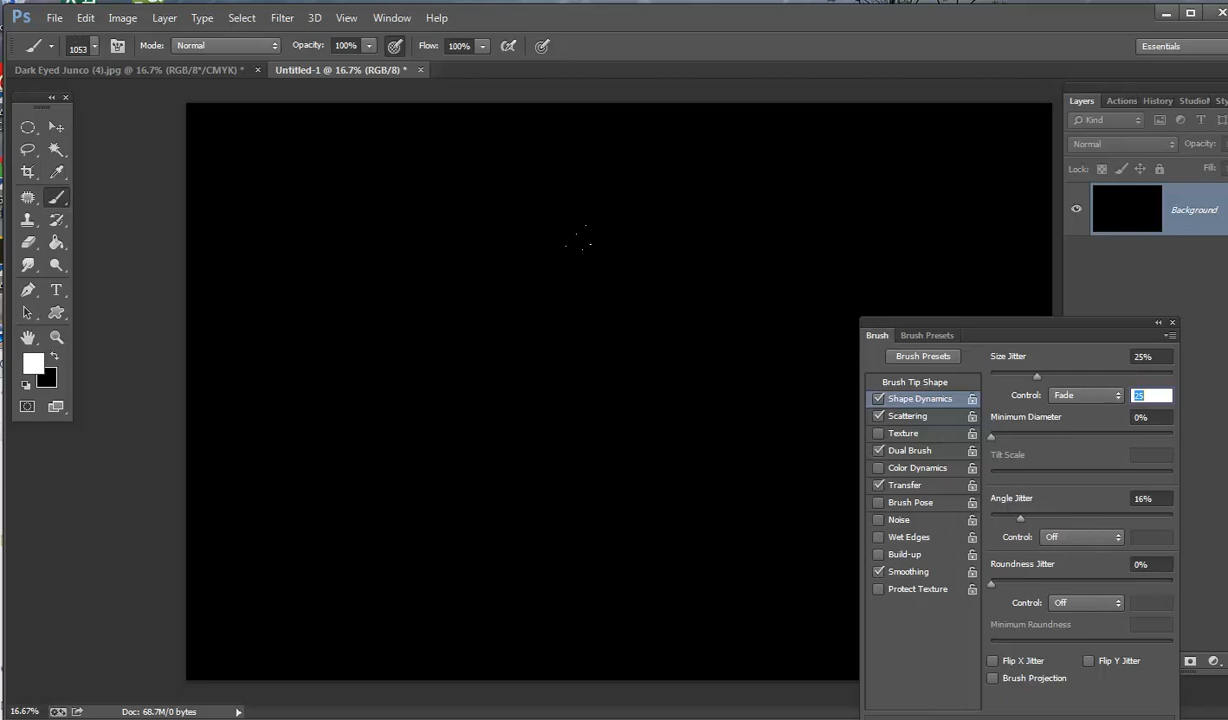 Ps File Edit Image Layer Type Select Filter 3D View Window Help
1053 Mode: Normal Opacity: 100% Flow: 100% Essentials
Dark Eyed Junco (4).jpg @ 16.7% (RGB/8*/CMYK) * × Untitled-1 @ 16.7% (RGB/8) * ×
Layers Actions History StudioM Sty
Kind
Normal Opacity:
Lock: Fill:
Background
Brush Brush Presets
Brush Presets
Size Jitter 25%
Brush Tip Shape
Shape Dynamics
Control: Fade 25
Scattering
Minimum Diameter 0%
Texture
Dual Brush
Tilt Scale
Color Dynamics
Transfer
Angle Jitter 16%
Brush Pose
Noise
Wet Edges
Control: Off
Build-up
Roundness Jitter 0%
Smoothing
Protect Texture
Control: Off
Minimum Roundness
Flip X Jitter Flip Y Jitter
Brush Projection
16.67% Doc: 68.7M/0 bytes